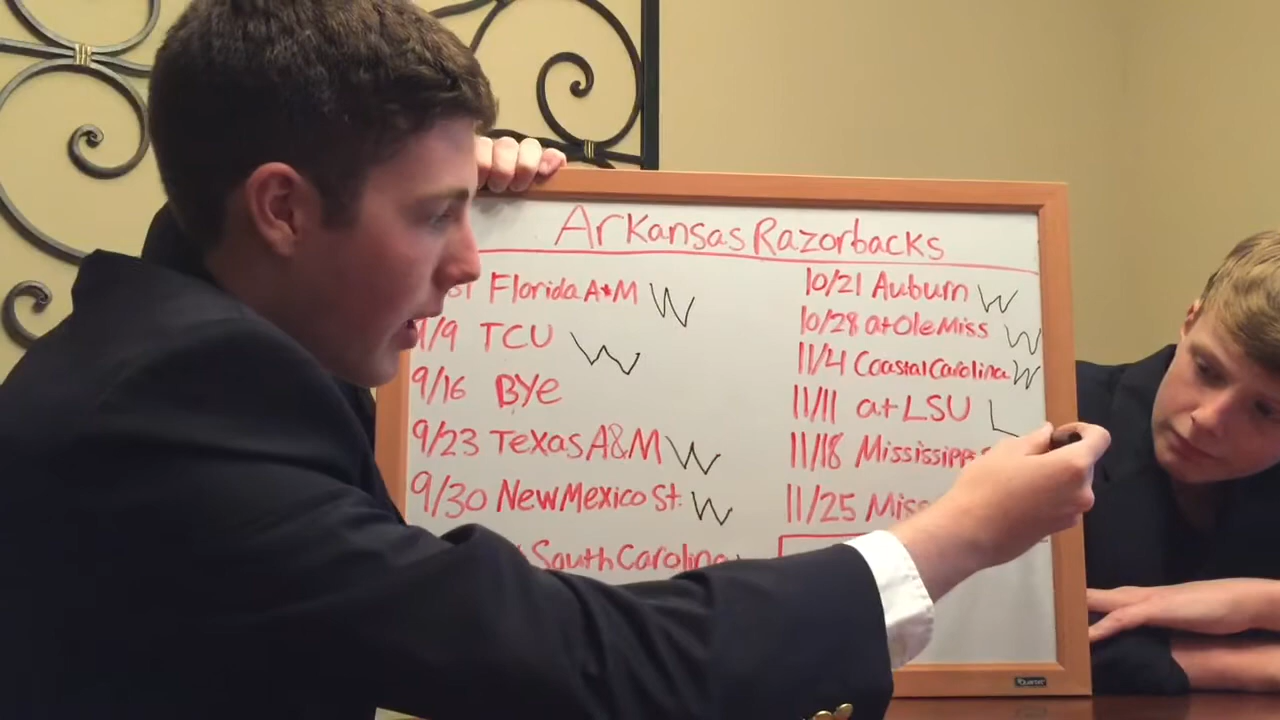 Arkansas Razorbacks
Florida A&M W
/9 TCU W
9/16 BYe
9/23 Texas A&M W
9/30 New Mexico St. W
South Carolina
10/21 Auburn W
10/28 at Ole Miss W
11/4 Coastal Carolina W
11/11 at LSU L
11/18 Mississipp
11/25 Miss